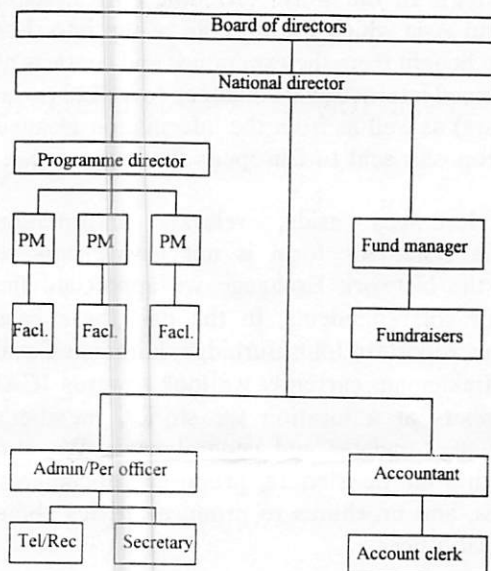 Board of directors
National director
Programme director
PM PM PM
Fund manager
Facl. Facl. Facl.
Fundraisers
Admin/Per officer
Accountant
Tel/Rec Secretary
Account clerk